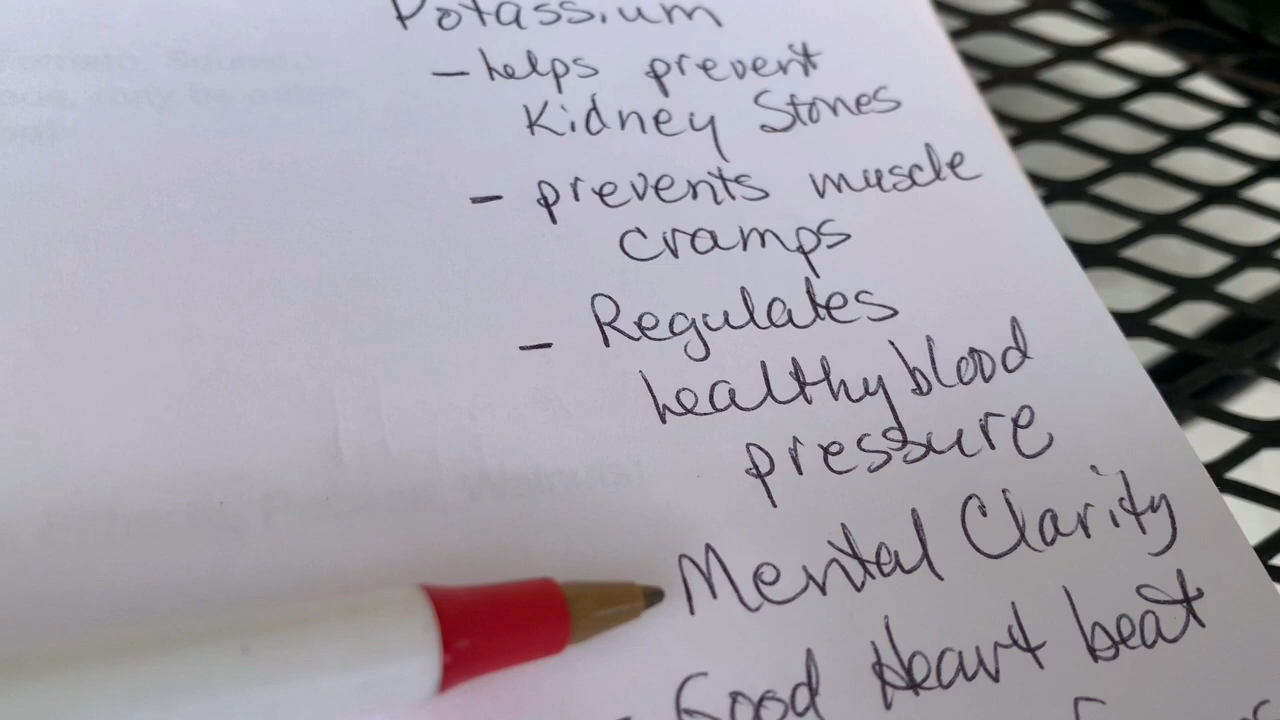 Potassium
- helps prevent
Kidney Stones
- prevents muscle
cramps
- Regulates
healthy blood
pressure
Mental Clarity
- Good Heart beat